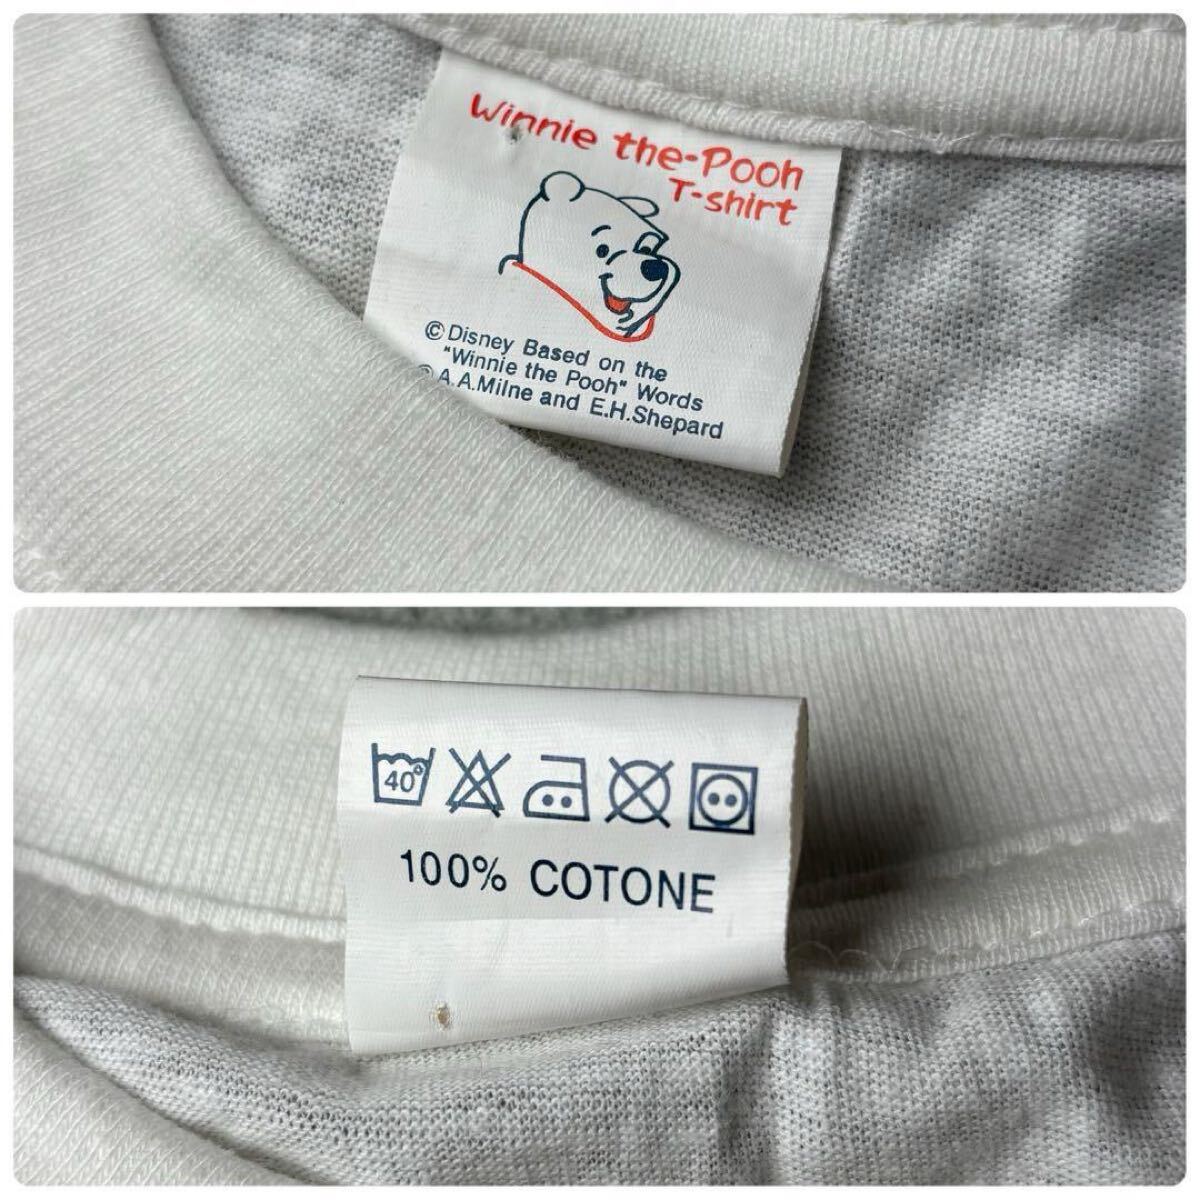 Winnie the-Pooh
T-shirt
© Disney Based on the
"Winnie the Pooh" Words
© A.A.Milne and E.H.Shepard
40°
100% COTONE